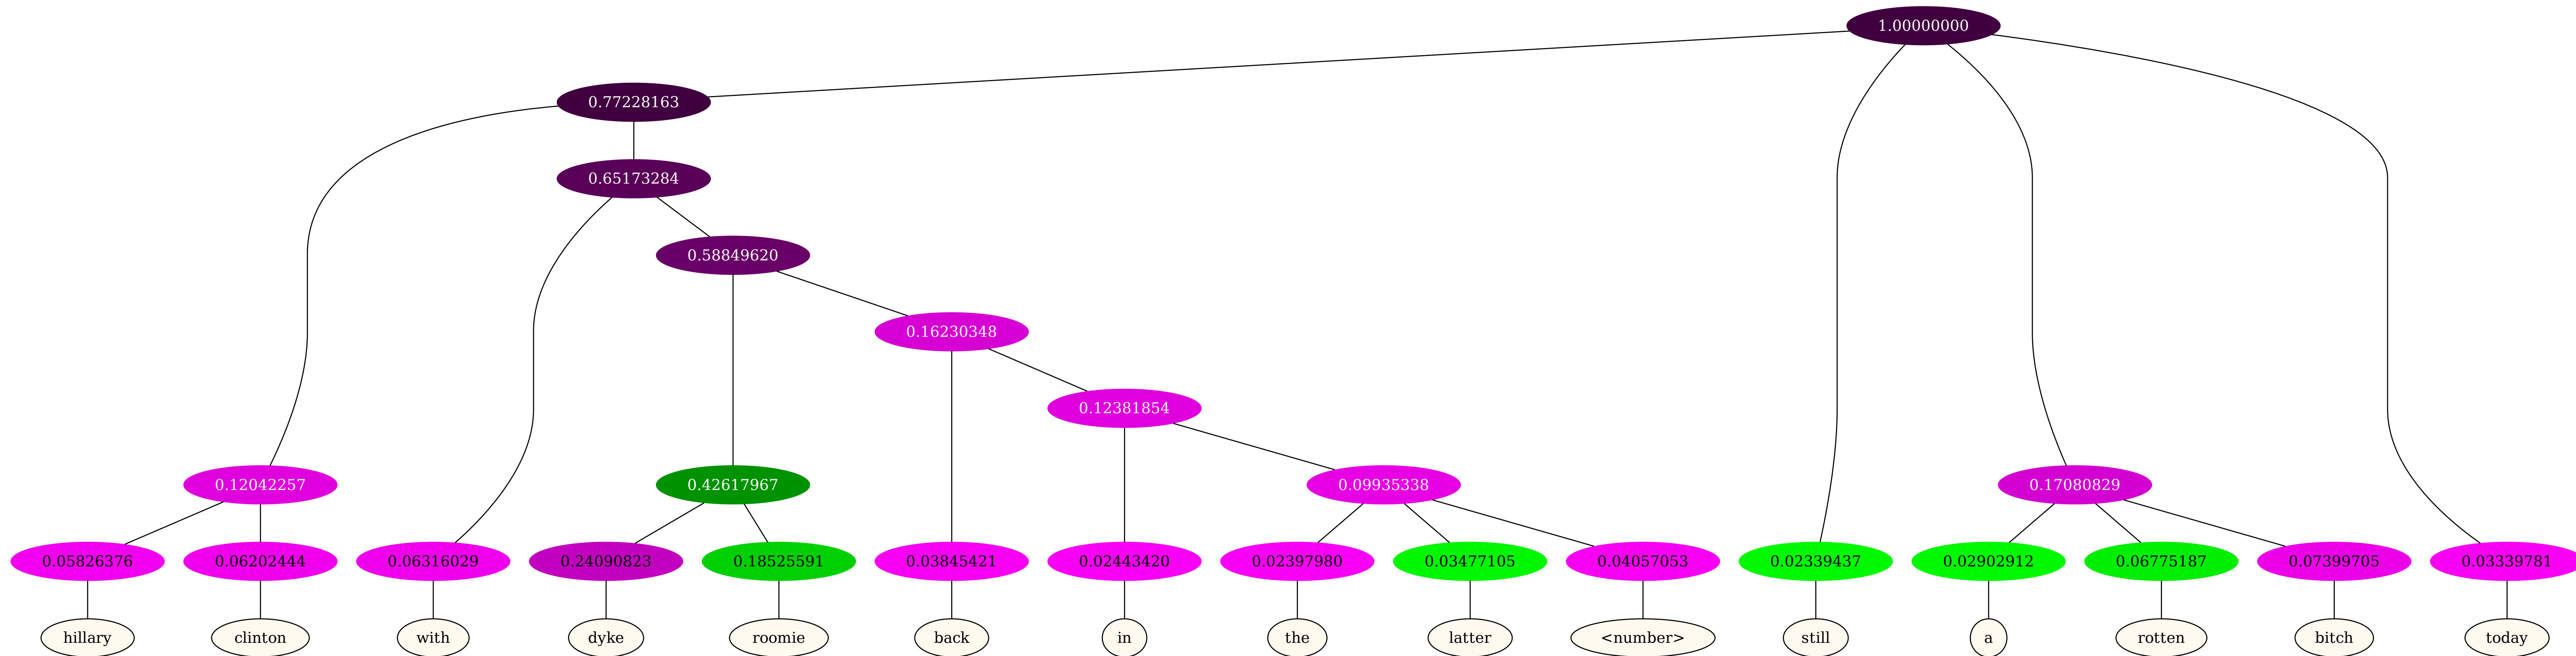 1.00000000
0.77228163
0.65173284
0.58849620
0.16230348
0.12381854
0.12042257 0.42617967 0.09935338 0.17080829
0.05826376 0.06202444 0.06316029 0.24090823 0.18525591 0.03845421 0.02443420 0.02397980 0.03477105 0.04057053 0.02339437 0.02902912 0.06775187 0.07399705 0.03339781
hillary clinton with dyke roomie back in the latter <number> still a rotten bitch today